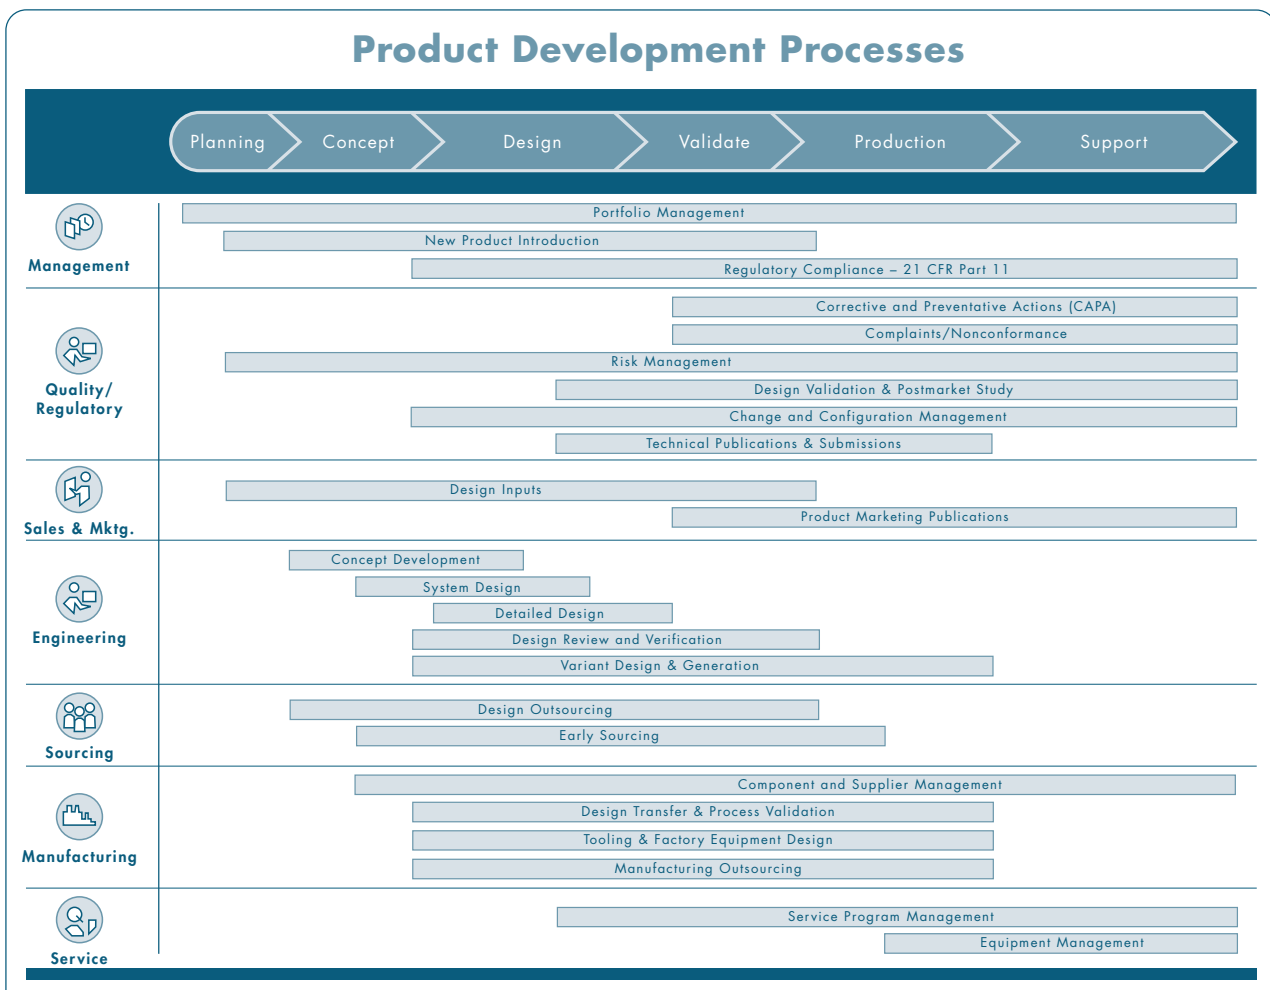 Product Development Processes
Planning
Concept
Design
Validate
Production
Support
Management
Portfolio Management
New Product Introduction
Regulatory Compliance – 21 CFR Part 11
Quality/
Regulatory
Corrective and Preventative Actions (CAPA)
Complaints/Nonconformance
Risk Management
Design Validation & Postmarket Study
Change and Configuration Management
Technical Publications & Submissions
Sales & Mktg.
Design Inputs
Product Marketing Publications
Engineering
Concept Development
System Design
Detailed Design
Design Review and Verification
Variant Design & Generation
Sourcing
Design Outsourcing
Early Sourcing
Manufacturing
Component and Supplier Management
Design Transfer & Process Validation
Tooling & Factory Equipment Design
Manufacturing Outsourcing
Service
Service Program Management
Equipment Management